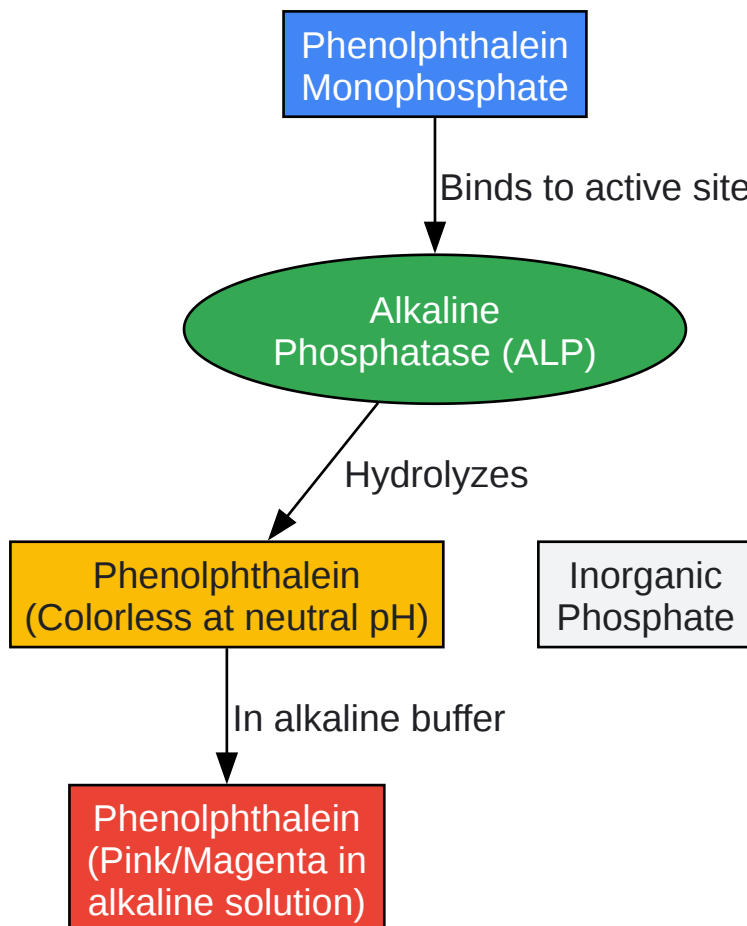 Phenolphthalein
Monophosphate
Binds to active site
Alkaline
Phosphatase (ALP)
Hydrolyzes
Phenolphthalein
(Colorless at neutral pH)
Inorganic
Phosphate
In alkaline buffer
Phenolphthalein
(Pink/Magenta in
alkaline solution)